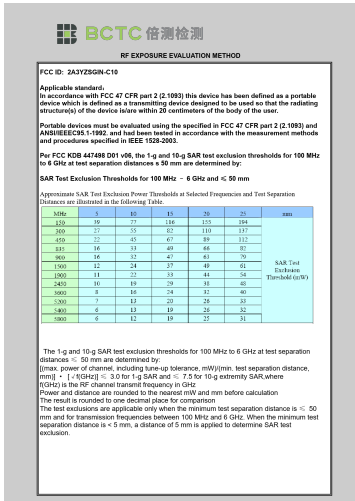 BCTC 倍测检测
RF EXPOSURE EVALUATION METHOD
FCC ID: 2A3YZSGIN-C10
Applicable standard:
In accordance with FCC 47 CFR part 2 (2.1093) this device has been defined as a portable
device which is defined as a transmitting device designed to be used so that the radiating
structure(s) of the device is/are within 20 centimeters of the body of the user.
Portable devices must be evaluated using the specified in FCC 47 CFR part 2 (2.1093) and
ANSI/IEEEC95.1-1992. and had been tested in accordance with the measurement methods
and procedures specified in IEEE 1528-2003.
Per FCC KDB 447498 D01 v06, the 1-g and 10-g SAR test exclusion thresholds for 100 MHz
to 6 GHz at test separation distances ≤ 50 mm are determined by:
SAR Test Exclusion Thresholds for 100 MHz – 6 GHz and ≤ 50 mm
Approximate SAR Test Exclusion Power Thresholds at Selected Frequencies and Test Separation
Distances are illustrated in the following Table.
MHz 5 10 15 20 25 mm
150 39 77 116 155 194
300 27 55 82 110 137
450 22 45 67 89 112
835 16 33 49 66 82
900 16 32 47 63 79
1500 12 24 37 49 61
SAR Test
Exclusion
Threshold (mW)
1900 11 22 33 44 54
2450 10 19 29 38 48
3600 8 16 24 32 40
5200 7 13 20 26 33
5400 6 13 19 26 32
5800 6 12 19 25 31
The 1-g and 10-g SAR test exclusion thresholds for 100 MHz to 6 GHz at test separation
distances ≤ 50 mm are determined by:
[(max. power of channel, including tune-up tolerance, mW)/(min. test separation distance,
mm)] • [√f(GHz)] ≤ 3.0 for 1-g SAR and ≤ 7.5 for 10-g extremity SAR,where
f(GHz) is the RF channel transmit frequency in GHz
Power and distance are rounded to the nearest mW and mm before calculation
The result is rounded to one decimal place for comparison
The test exclusions are applicable only when the minimum test separation distance is ≤ 50
mm and for transmission frequencies between 100 MHz and 6 GHz. When the minimum test
separation distance is < 5 mm, a distance of 5 mm is applied to determine SAR test
exclusion.